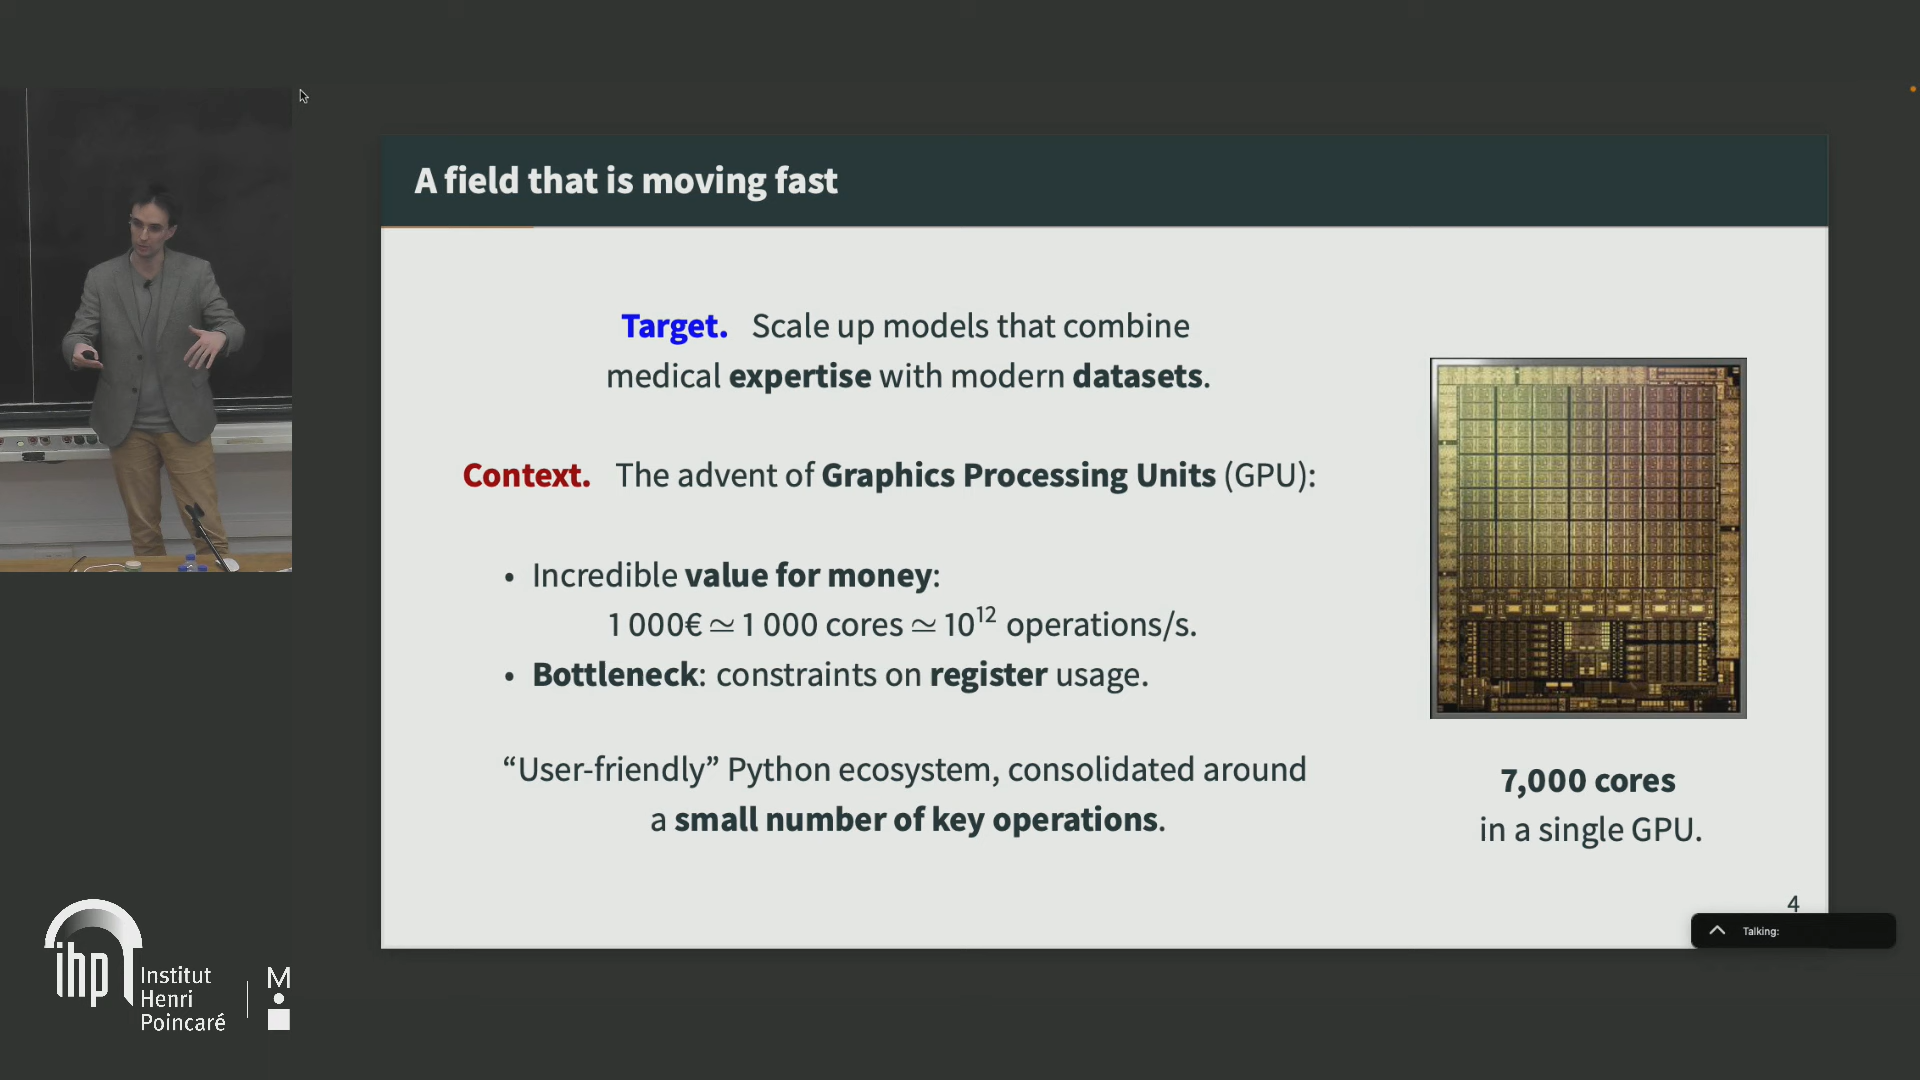 A field that is moving fast
Target. Scale up models that combine
medical expertise with modern datasets.
Context. The advent of Graphics Processing Units (GPU):
• Incredible value for money:
1 000€ ≃ 1 000 cores ≃ 10¹² operations/s.
• Bottleneck: constraints on register usage.
“User-friendly” Python ecosystem, consolidated around
a small number of key operations.
7,000 cores
in a single GPU.
4
Talking:
ihp
Institut
Henri
Poincaré
M